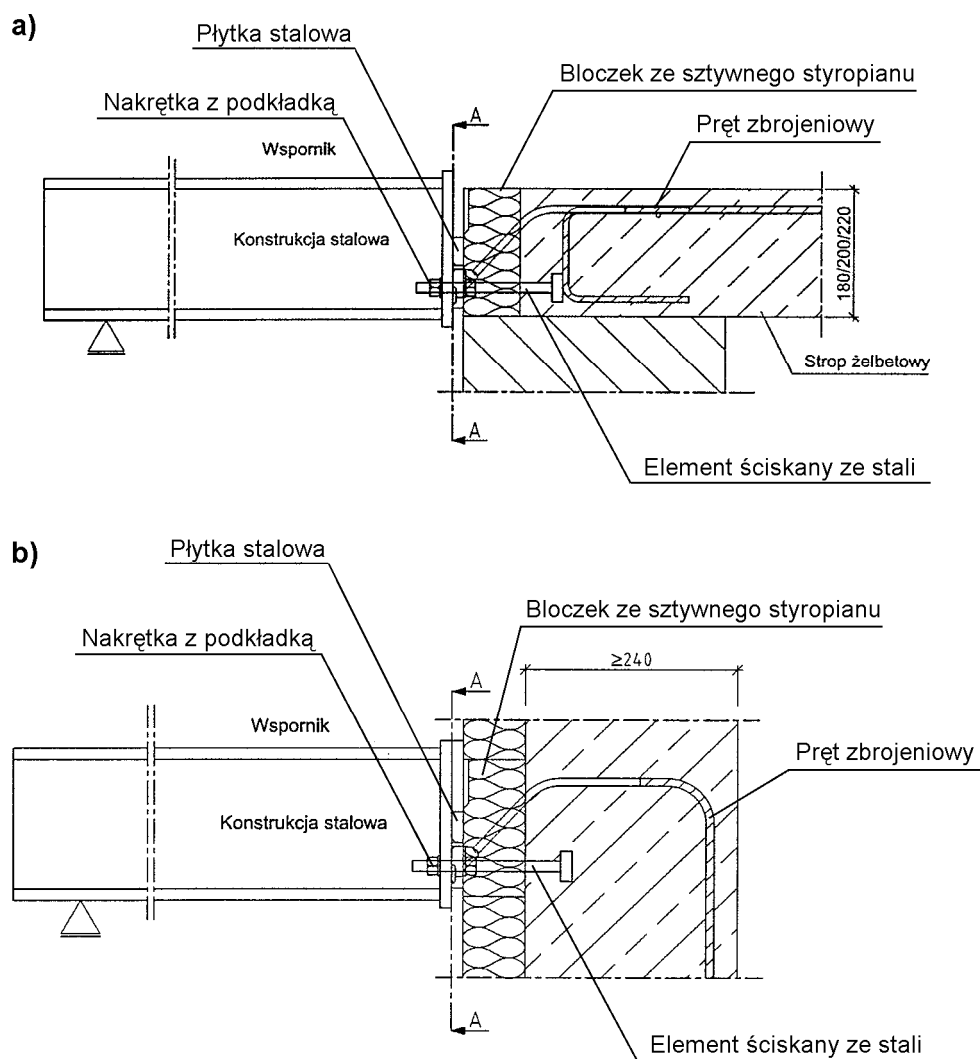 a)
Płytka stalowa
Bloczek ze sztywnego styropianu
Nakrętka z podkładką
A
Pręt zbrojeniowy
Wspornik
Konstrukcja stalowa
180/200/220
Strop żelbetowy
A
Element ściskany ze stali
b)
Płytka stalowa
Bloczek ze sztywnego styropianu
Nakrętka z podkładką
≥240
A
Wspornik
Pręt zbrojeniowy
Konstrukcja stalowa
A
Element ściskany ze stali